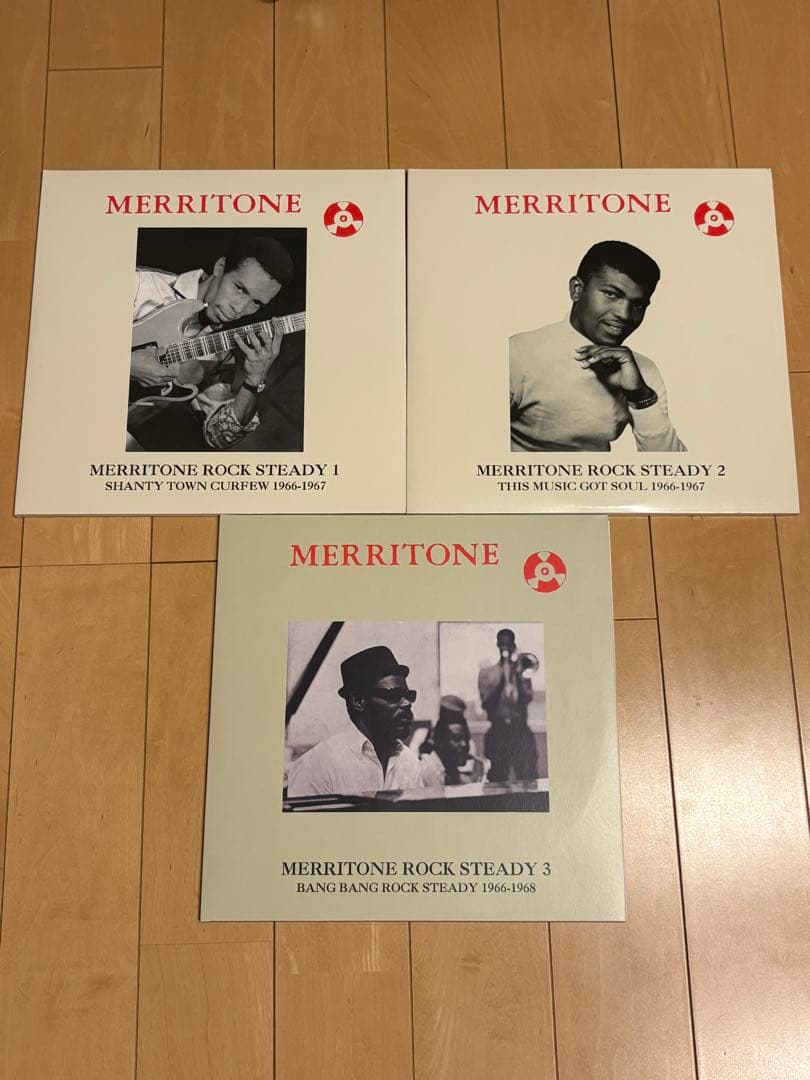 MERRITONE
MERRITONE ROCK STEADY 1
SHANTY TOWN CURFEW 1966-1967
MERRITONE
MERRITONE ROCK STEADY 2
THIS MUSIC GOT SOUL 1966-1967
MERRITONE
MERRITONE ROCK STEADY 3
BANG BANG ROCK STEADY 1966-1968